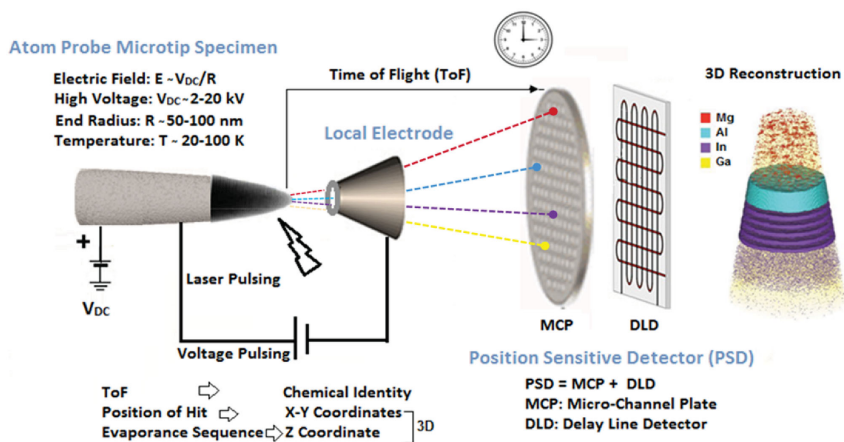 Atom Probe Microtip Specimen
Electric Field: E ~VDC/R
High Voltage: VDC~2-20 kV
End Radius: R ~50-100 nm
Temperature: T ~ 20-100 K
Time of Flight (ToF)
Local Electrode
3D Reconstruction
Mg
Al
In
Ga
+
VDC
Laser Pulsing
Voltage Pulsing
MCP
DLD
Position Sensitive Detector (PSD)
PSD = MCP + DLD
MCP: Micro-Channel Plate
DLD: Delay Line Detector
ToF ⇨ Chemical Identity
Position of Hit ⇨ X-Y Coordinates
Evaporance Sequence ⇨ Z Coordinate
3D